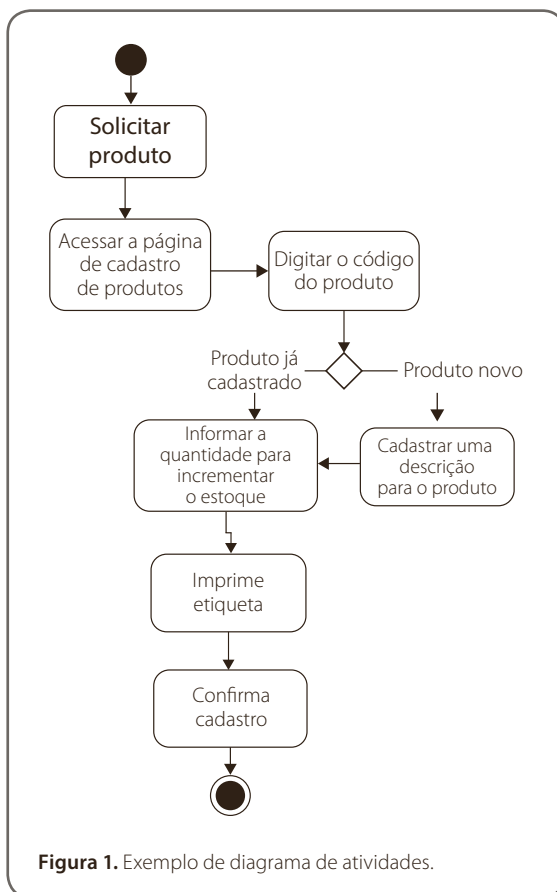 Solicitar
produto
Acessar a página
de cadastro
de produtos
Digitar o código
do produto
Produto já
cadastrado
Produto novo
Informar a
quantidade para
incrementar
o estoque
Cadastrar uma
descrição
para o produto
Imprime
etiqueta
Confirma
cadastro
Figura 1. Exemplo de diagrama de atividades.